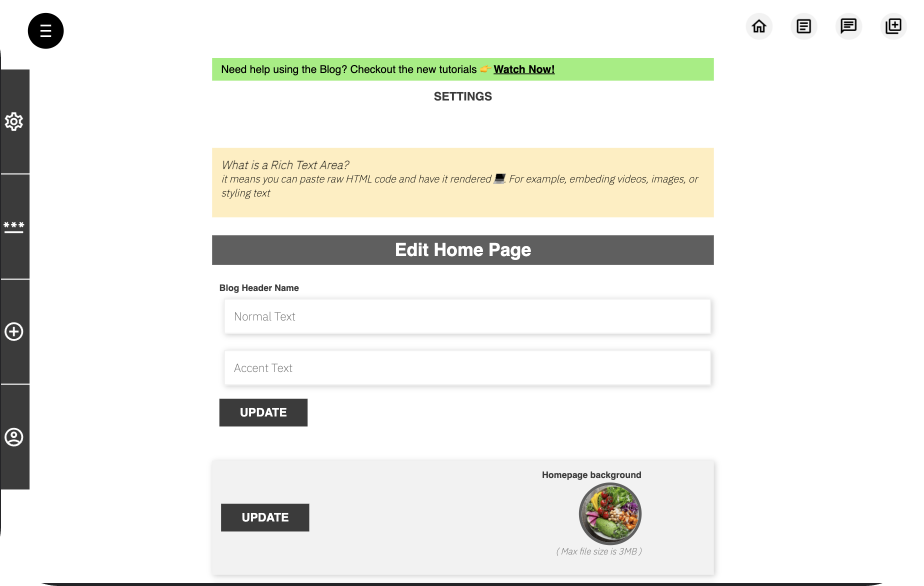 Need help using the Blog? Checkout the new tutorials 👉 Watch Now!
SETTINGS
What is a Rich Text Area?
it means you can paste raw HTML code and have it rendered 💻. For example, embeding videos, images, or
styling text
Edit Home Page
Blog Header Name
Normal Text
Accent Text
UPDATE
Homepage background
UPDATE
( Max file size is 3MB )